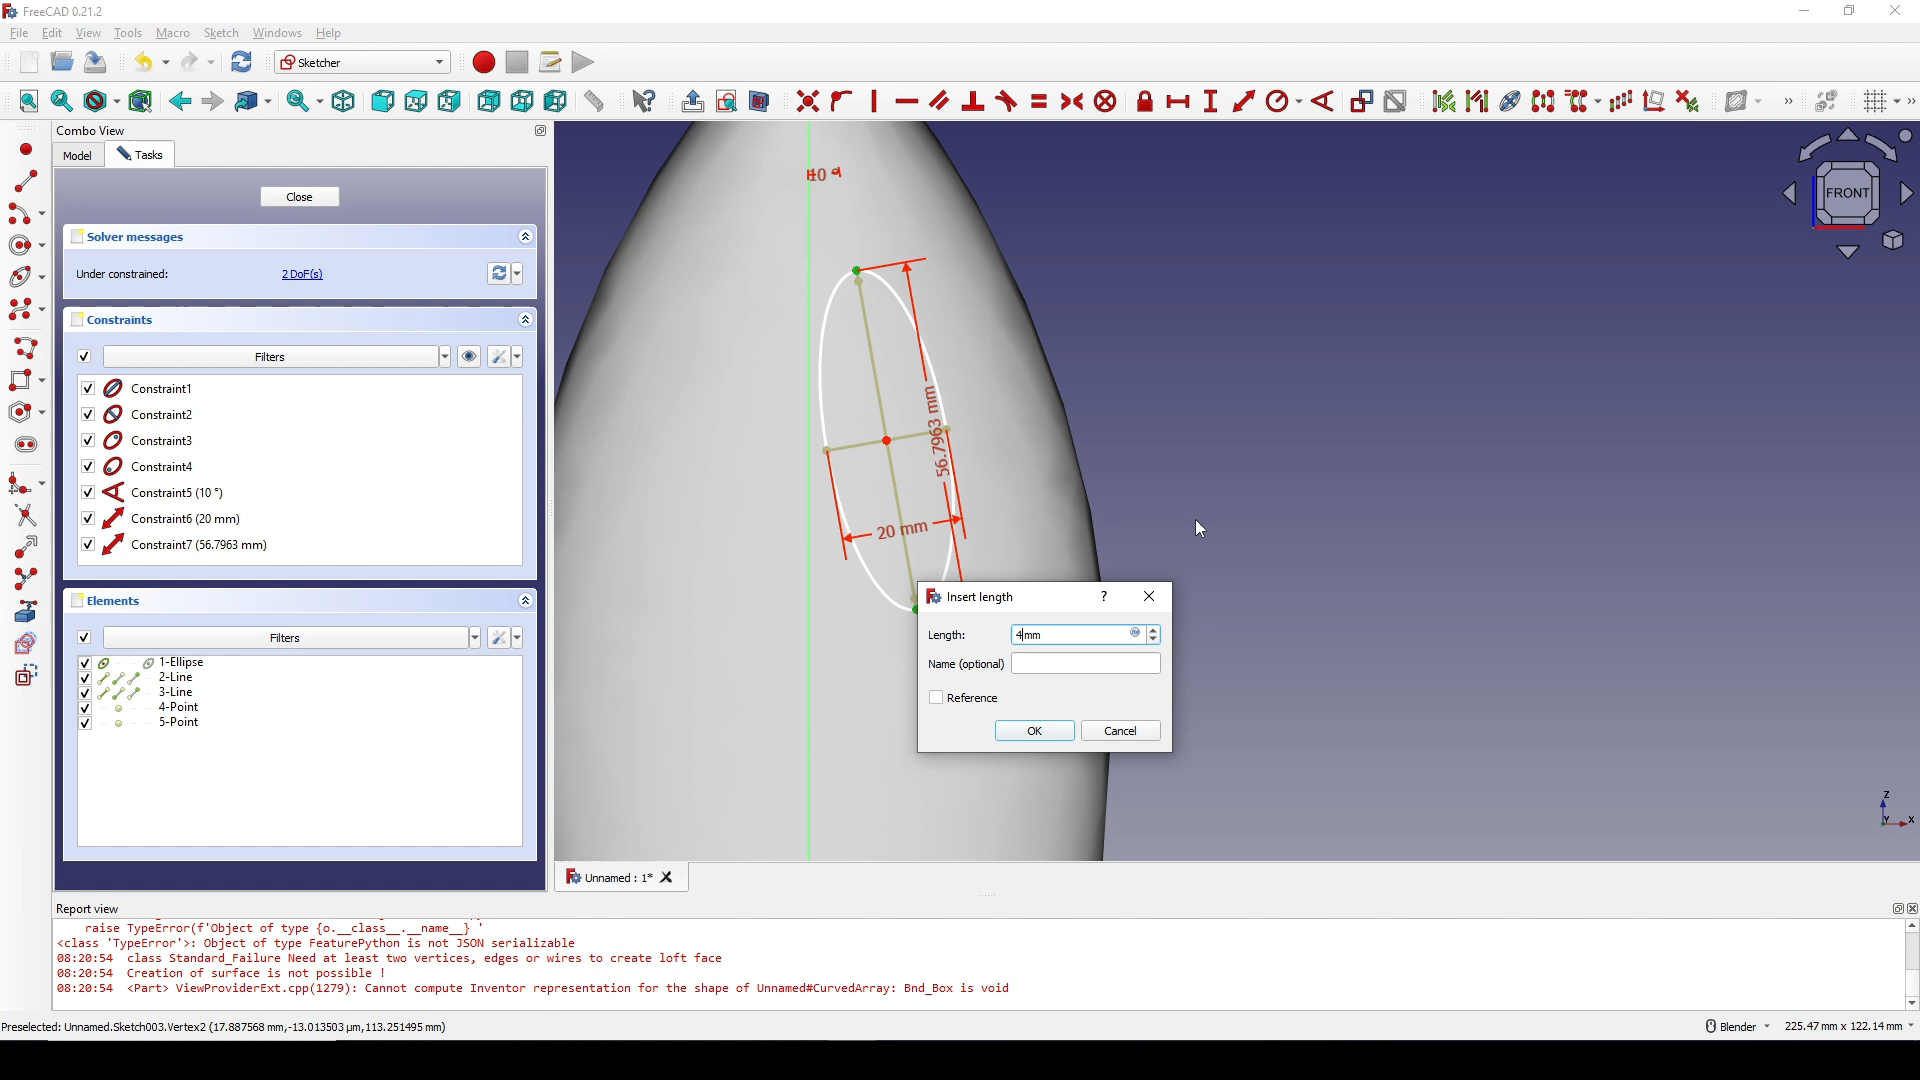 FreeCAD 0.21.2
File Edit View Tools Macro Sketch Windows Help
Sketcher
Combo View
Model Tasks
Close
Solver messages
Under constrained: 2 DoF(s)
Constraints
Filters
Constraint1
Constraint2
Constraint3
Constraint4
Constraint5 (10 °)
Constraint6 (20 mm)
Constraint7 (56.7963 mm)
Elements
Filters
1-Ellipse
2-Line
3-Line
4-Point
5-Point
10 °
56.7963 mm
20 mm
FRONT
Insert length ?
Length: 4 mm
Name (optional)
Reference
OK Cancel
Z
Y X
Unnamed : 1*
Report view
raise TypeError(f'Object of type {o.__class__.__name__} '
<class 'TypeError'>: Object of type FeaturePython is not JSON serializable
08:20:54 class Standard_Failure Need at least two vertices, edges or wires to create loft face
08:20:54 Creation of surface is not possible !
08:20:54 <Part> ViewProviderExt.cpp(1279): Cannot compute Inventor representation for the shape of Unnamed#CurvedArray: Bnd_Box is void
Preselected: Unnamed.Sketch003.Vertex2 (17.887568 mm,-13.013503 µm,113.251495 mm)
Blender 225.47 mm x 122.14 mm